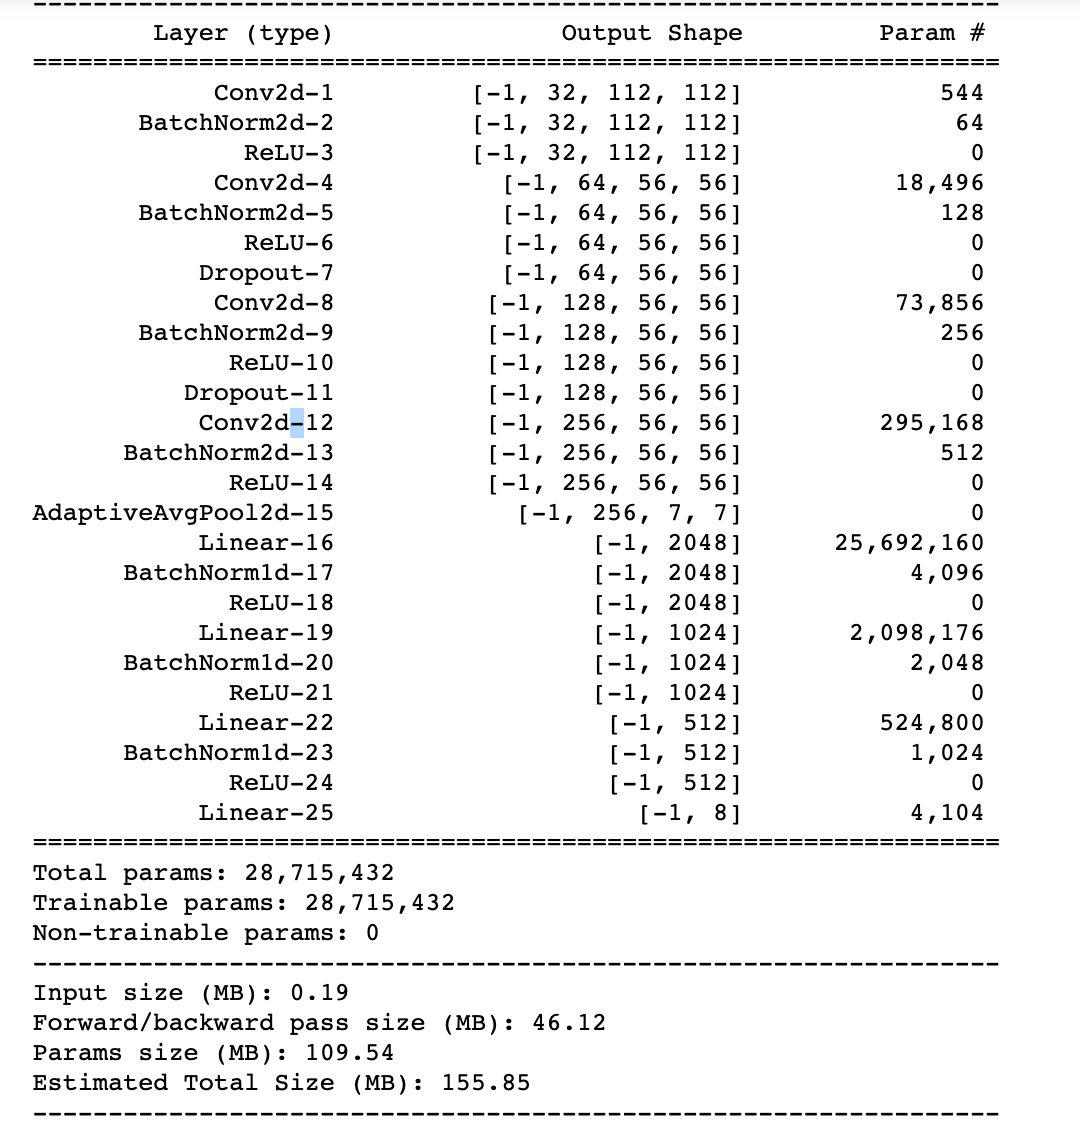 ----------------------------------------------------------------
Layer (type) Output Shape Param #
================================================================
Conv2d-1 [-1, 32, 112, 112] 544
BatchNorm2d-2 [-1, 32, 112, 112] 64
ReLU-3 [-1, 32, 112, 112] 0
Conv2d-4 [-1, 64, 56, 56] 18,496
BatchNorm2d-5 [-1, 64, 56, 56] 128
ReLU-6 [-1, 64, 56, 56] 0
Dropout-7 [-1, 64, 56, 56] 0
Conv2d-8 [-1, 128, 56, 56] 73,856
BatchNorm2d-9 [-1, 128, 56, 56] 256
ReLU-10 [-1, 128, 56, 56] 0
Dropout-11 [-1, 128, 56, 56] 0
Conv2d-12 [-1, 256, 56, 56] 295,168
BatchNorm2d-13 [-1, 256, 56, 56] 512
ReLU-14 [-1, 256, 56, 56] 0
AdaptiveAvgPool2d-15 [-1, 256, 7, 7] 0
Linear-16 [-1, 2048] 25,692,160
BatchNorm1d-17 [-1, 2048] 4,096
ReLU-18 [-1, 2048] 0
Linear-19 [-1, 1024] 2,098,176
BatchNorm1d-20 [-1, 1024] 2,048
ReLU-21 [-1, 1024] 0
Linear-22 [-1, 512] 524,800
BatchNorm1d-23 [-1, 512] 1,024
ReLU-24 [-1, 512] 0
Linear-25 [-1, 8] 4,104
================================================================
Total params: 28,715,432
Trainable params: 28,715,432
Non-trainable params: 0
----------------------------------------------------------------
Input size (MB): 0.19
Forward/backward pass size (MB): 46.12
Params size (MB): 109.54
Estimated Total Size (MB): 155.85
----------------------------------------------------------------